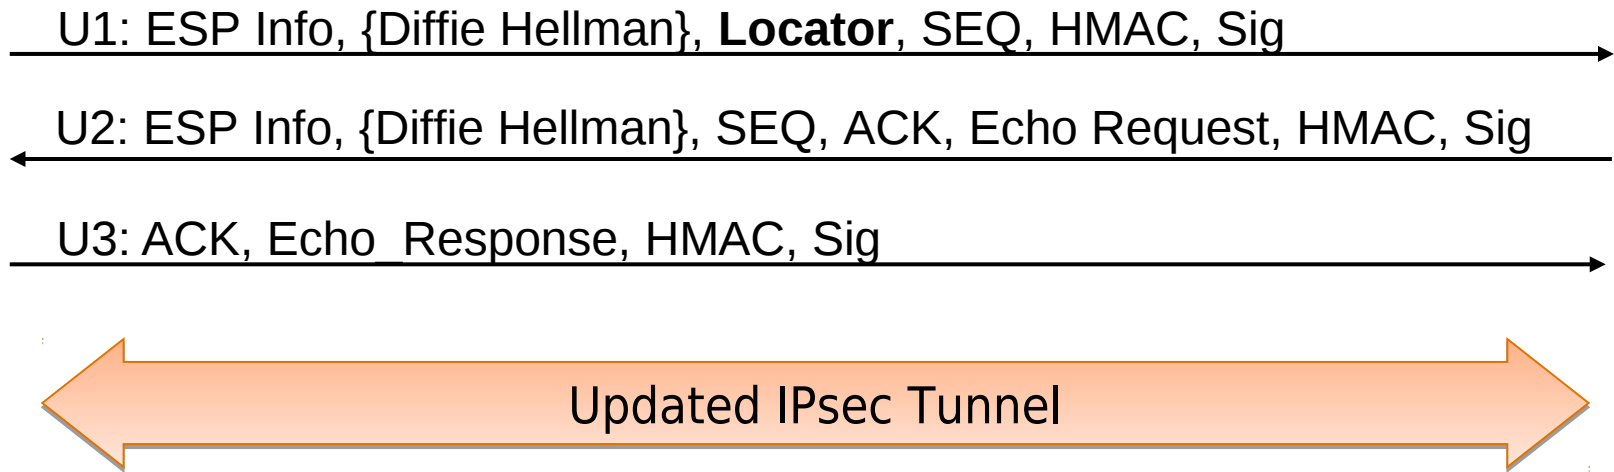 U1: ESP Info, {Diffie Hellman}, Locator, SEQ, HMAC, Sig
U2: ESP Info, {Diffie Hellman}, SEQ, ACK, Echo Request, HMAC, Sig
U3: ACK, Echo_Response, HMAC, Sig
Updated IPsec Tunnel